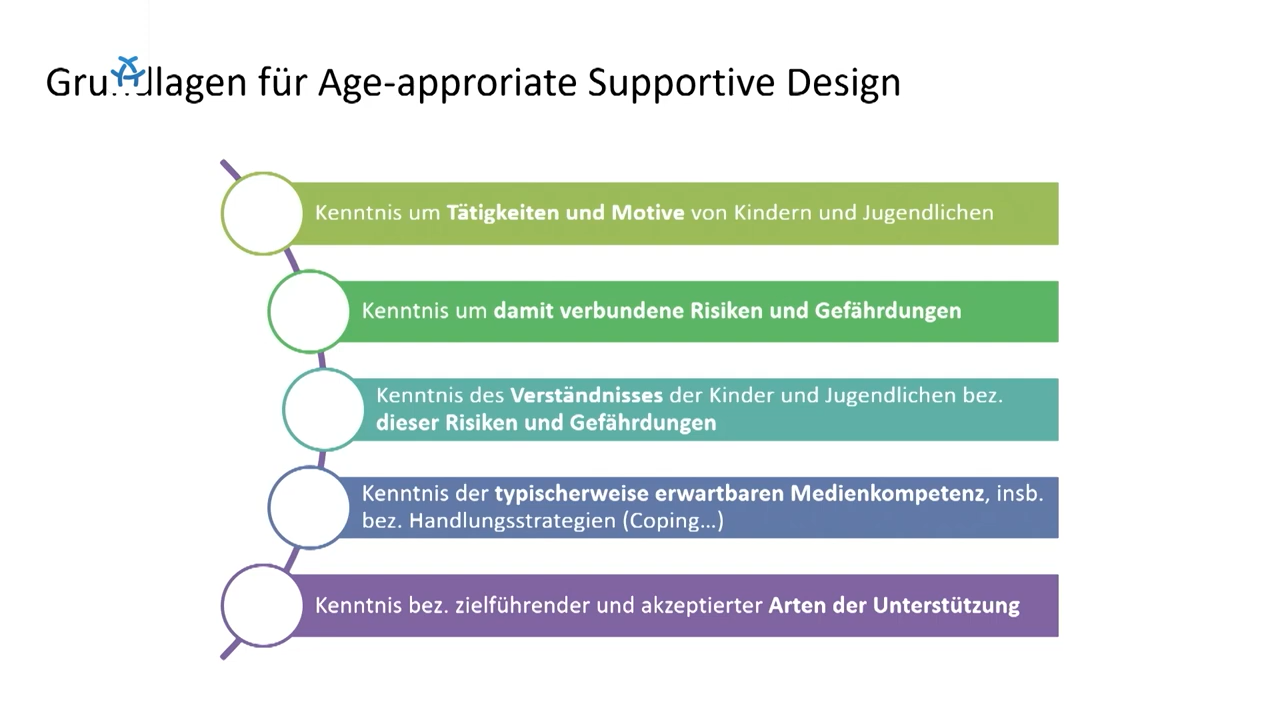 Grundlagen für Age-approriate Supportive Design
Kenntnis um Tätigkeiten und Motive von Kindern und Jugendlichen
Kenntnis um damit verbundene Risiken und Gefährdungen
Kenntnis des Verständnisses der Kinder und Jugendlichen bez.
dieser Risiken und Gefährdungen
Kenntnis der typischerweise erwartbaren Medienkompetenz, insb.
bez. Handlungsstrategien (Coping...)
Kenntnis bez. zielführender und akzeptierter Arten der Unterstützung